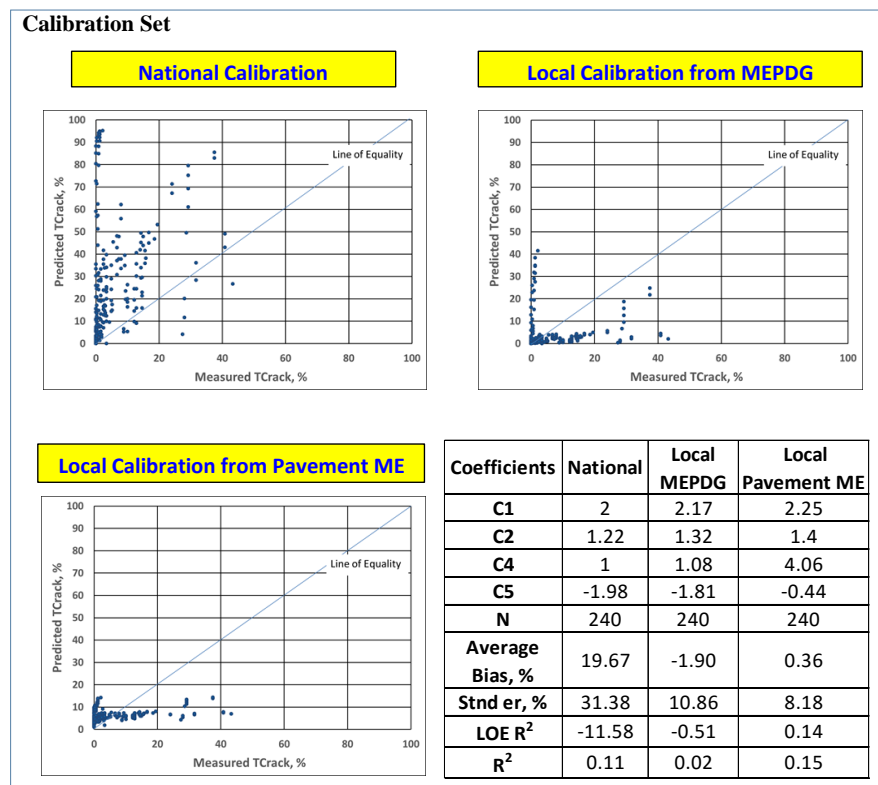 Calibration Set
National Calibration
Local Calibration from MEPDG
100
90
80
70
60
50
40
30
20
10
0
Predicted TCrack, %
Line of Equality
0 20 40 60 80 100
Measured TCrack, %
100
90
80
70
60
50
40
30
20
10
0
Predicted TCrack, %
Line of Equality
0 20 40 60 80 100
Measured TCrack, %
Local Calibration from Pavement ME
100
90
80
70
60
50
40
30
20
10
0
Predicted TCrack, %
Line of Equality
0 20 40 60 80 100
Measured TCrack, %
Coefficients National Local MEPDG Local Pavement ME
C1 2 2.17 2.25
C2 1.22 1.32 1.4
C4 1 1.08 4.06
C5 -1.98 -1.81 -0.44
N 240 240 240
Average Bias, % 19.67 -1.90 0.36
Stnd er, % 31.38 10.86 8.18
LOE R² -11.58 -0.51 0.14
R² 0.11 0.02 0.15